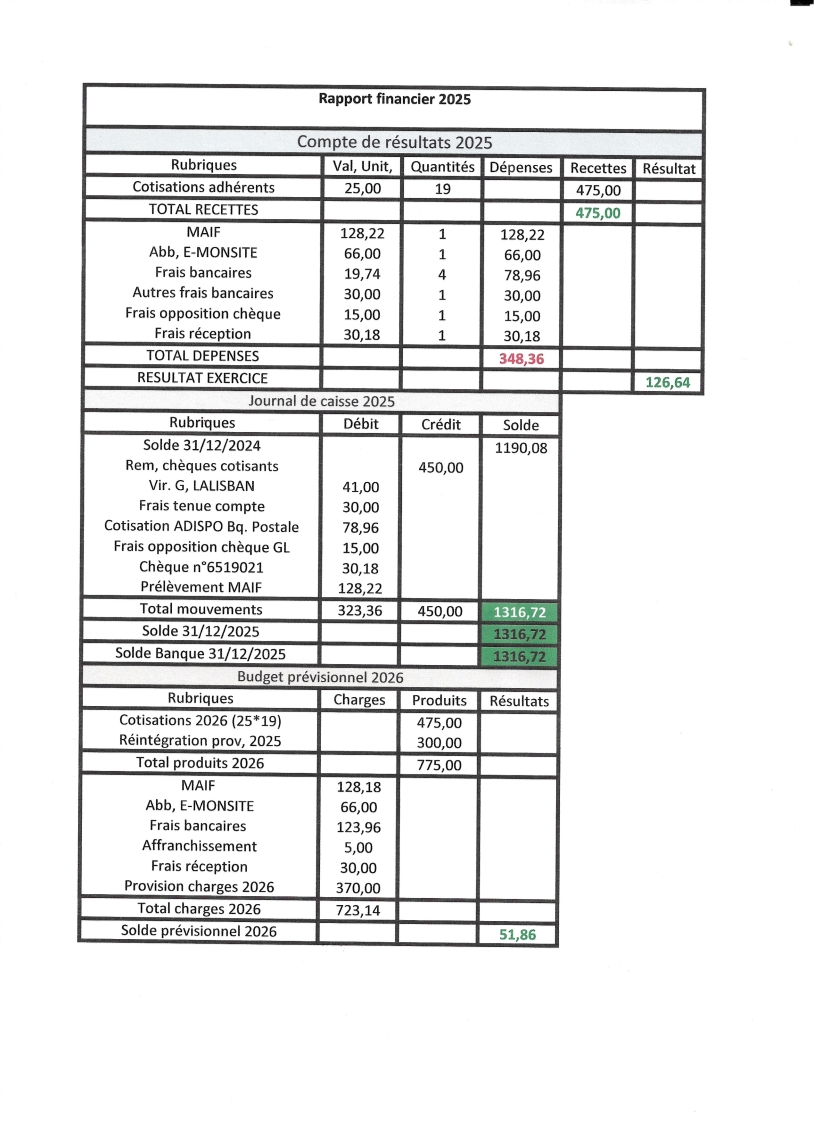 Rapport financier 2025
Compte de résultats 2025
Rubriques Val, Unit, Quantités Dépenses Recettes Résultat
Cotisations adhérents 25,00 19 475,00
TOTAL RECETTES 475,00
MAIF 128,22 1 128,22
Abb, E-MONSITE 66,00 1 66,00
Frais bancaires 19,74 4 78,96
Autres frais bancaires 30,00 1 30,00
Frais opposition chèque 15,00 1 15,00
Frais réception 30,18 1 30,18
TOTAL DEPENSES 348,36
RESULTAT EXERCICE 126,64
Journal de caisse 2025
Rubriques Débit Crédit Solde
Solde 31/12/2024 1190,08
Rem, chèques cotisants 450,00
Vir. G, LALISBAN 41,00
Frais tenue compte 30,00
Cotisation ADISPO Bq. Postale 78,96
Frais opposition chèque GL 15,00
Chèque n°6519021 30,18
Prélèvement MAIF 128,22
Total mouvements 323,36 450,00 1316,72
Solde 31/12/2025 1316,72
Solde Banque 31/12/2025 1316,72
Budget prévisionnel 2026
Rubriques Charges Produits Résultats
Cotisations 2026 (25*19) 475,00
Réintégration prov, 2025 300,00
Total produits 2026 775,00
MAIF 128,18
Abb, E-MONSITE 66,00
Frais bancaires 123,96
Affranchissement 5,00
Frais réception 30,00
Provision charges 2026 370,00
Total charges 2026 723,14
Solde prévisionnel 2026 51,86